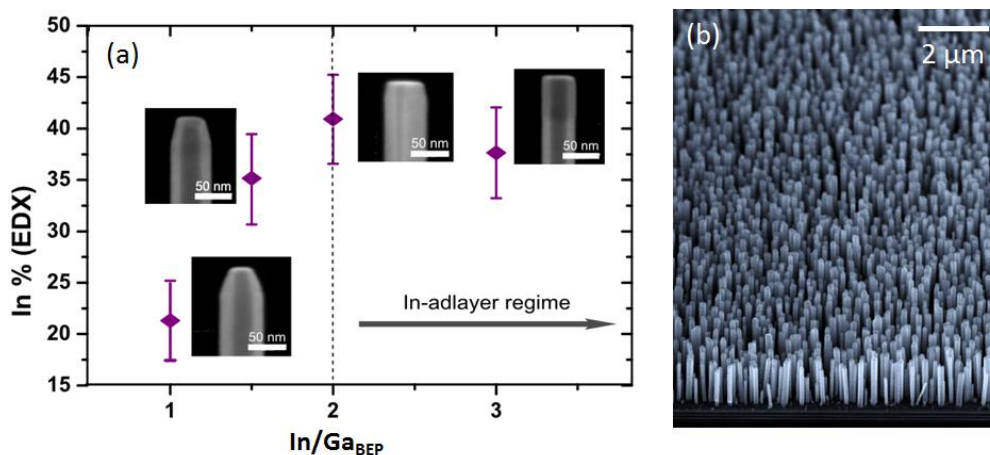 (a)
In % (EDX)
50
45
40
35
30
25
20
15
50 nm
50 nm
50 nm
50 nm
In-adlayer regime
1
2
3
In/GaBEP
(b)
2 µm